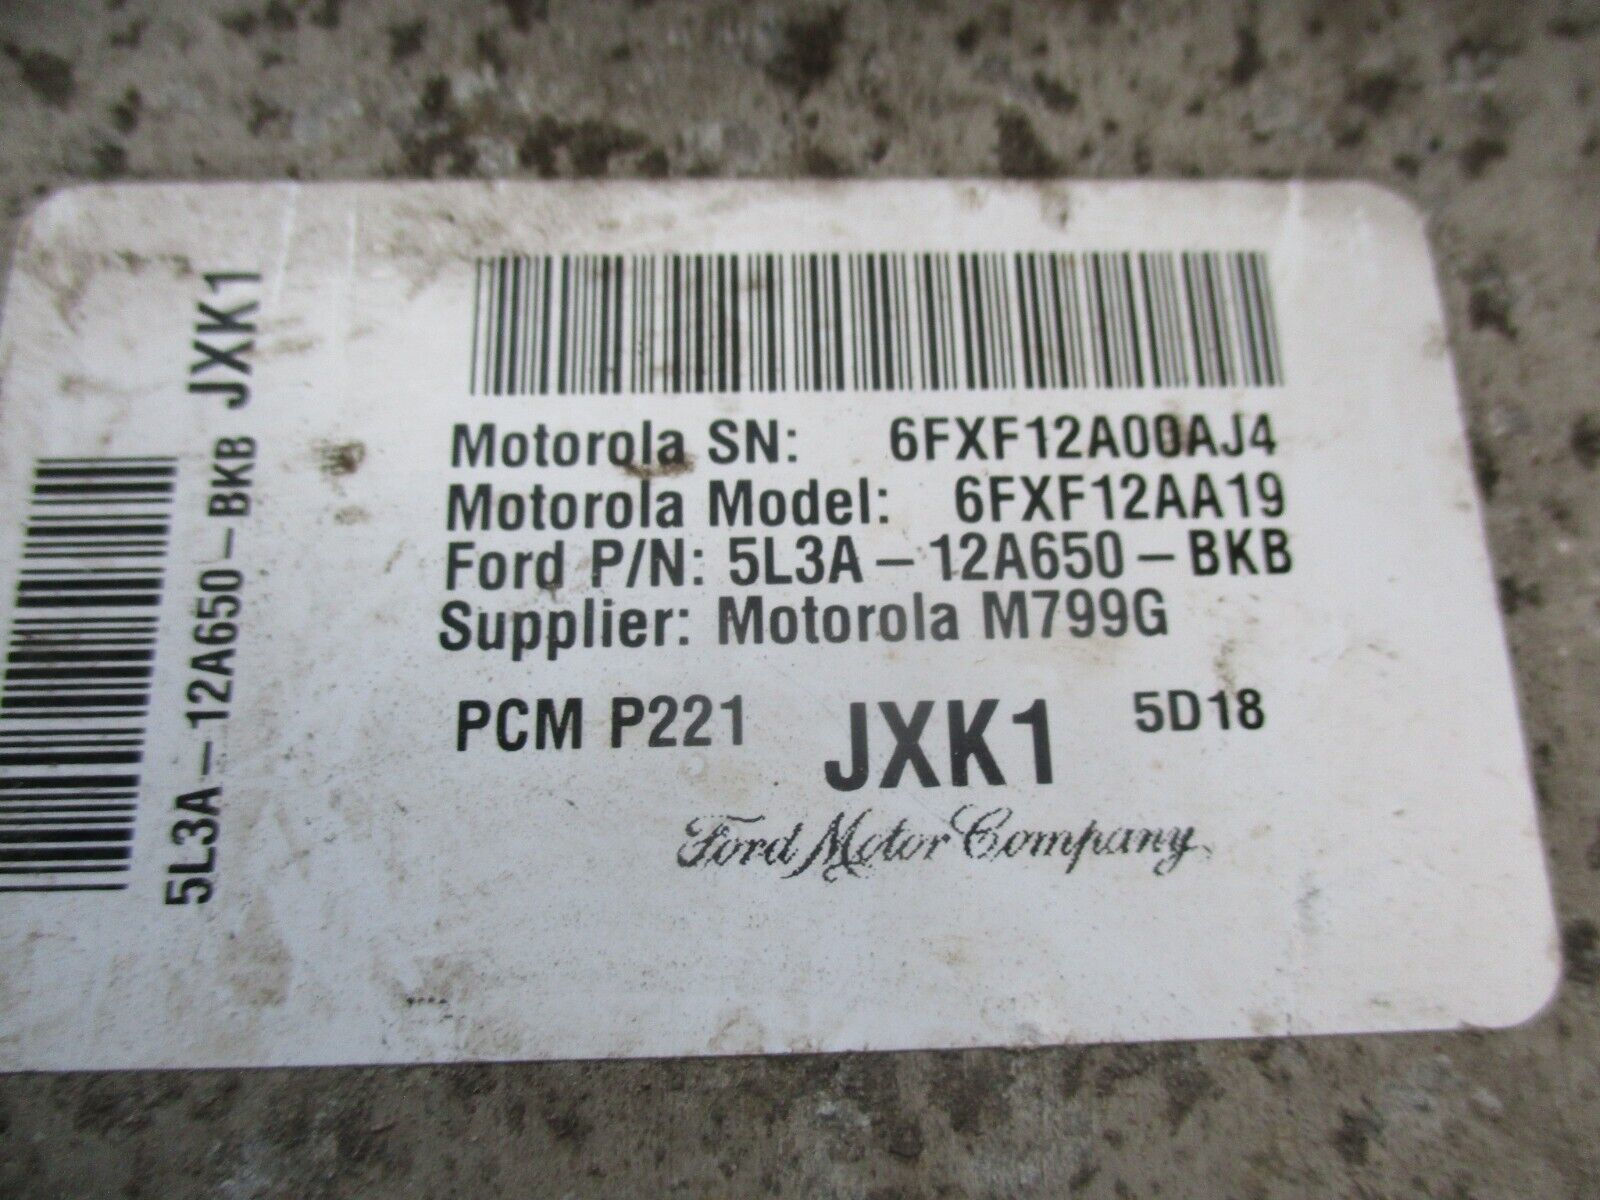 5L3A-12A650-BKB JXK1
Motorola SN: 6FXF12A00AJ4
Motorola Model: 6FXF12AA19
Ford P/N: 5L3A-12A650-BKB
Supplier: Motorola M799G
PCM P221 JXK1 5D18
Ford Motor Company